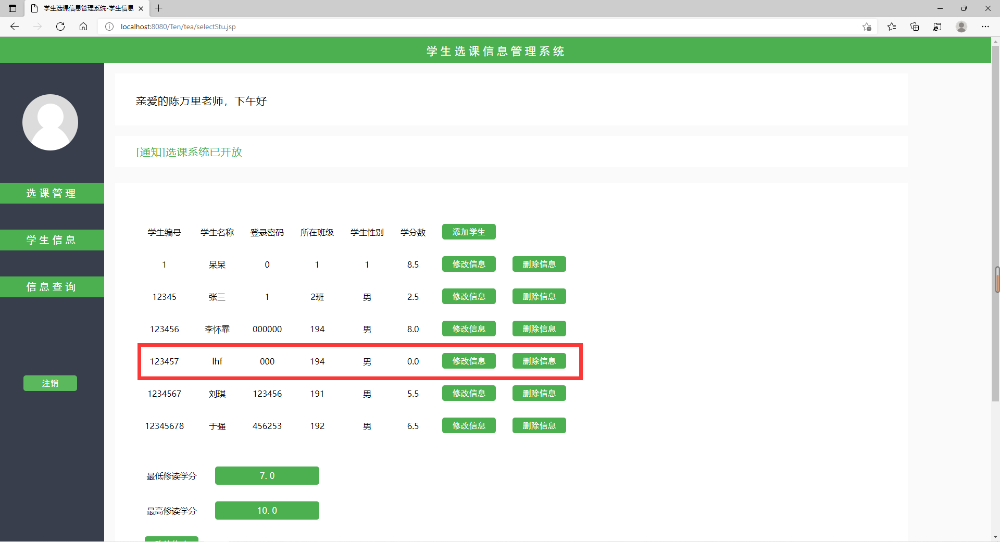 学生选课信息管理系统-学生信息
localhost:8080/Ten/tea/selectStu.jsp
学生选课信息管理系统
亲爱的陈万里老师，下午好
[通知]选课系统已开放
选课管理
学生信息
信息查询
注销
学生编号 学生名称 登录密码 所在班级 学生性别 学分数 添加学生
1 呆呆 0 1 1 8.5 修改信息 删除信息
12345 张三 1 2班 男 2.5 修改信息 删除信息
123456 李怀霏 000000 194 男 8.0 修改信息 删除信息
123457 lhf 000 194 男 0.0 修改信息 删除信息
1234567 刘琪 123456 191 男 5.5 修改信息 删除信息
12345678 于强 456253 192 男 6.5 修改信息 删除信息
最低修读学分 7.0
最高修读学分 10.0